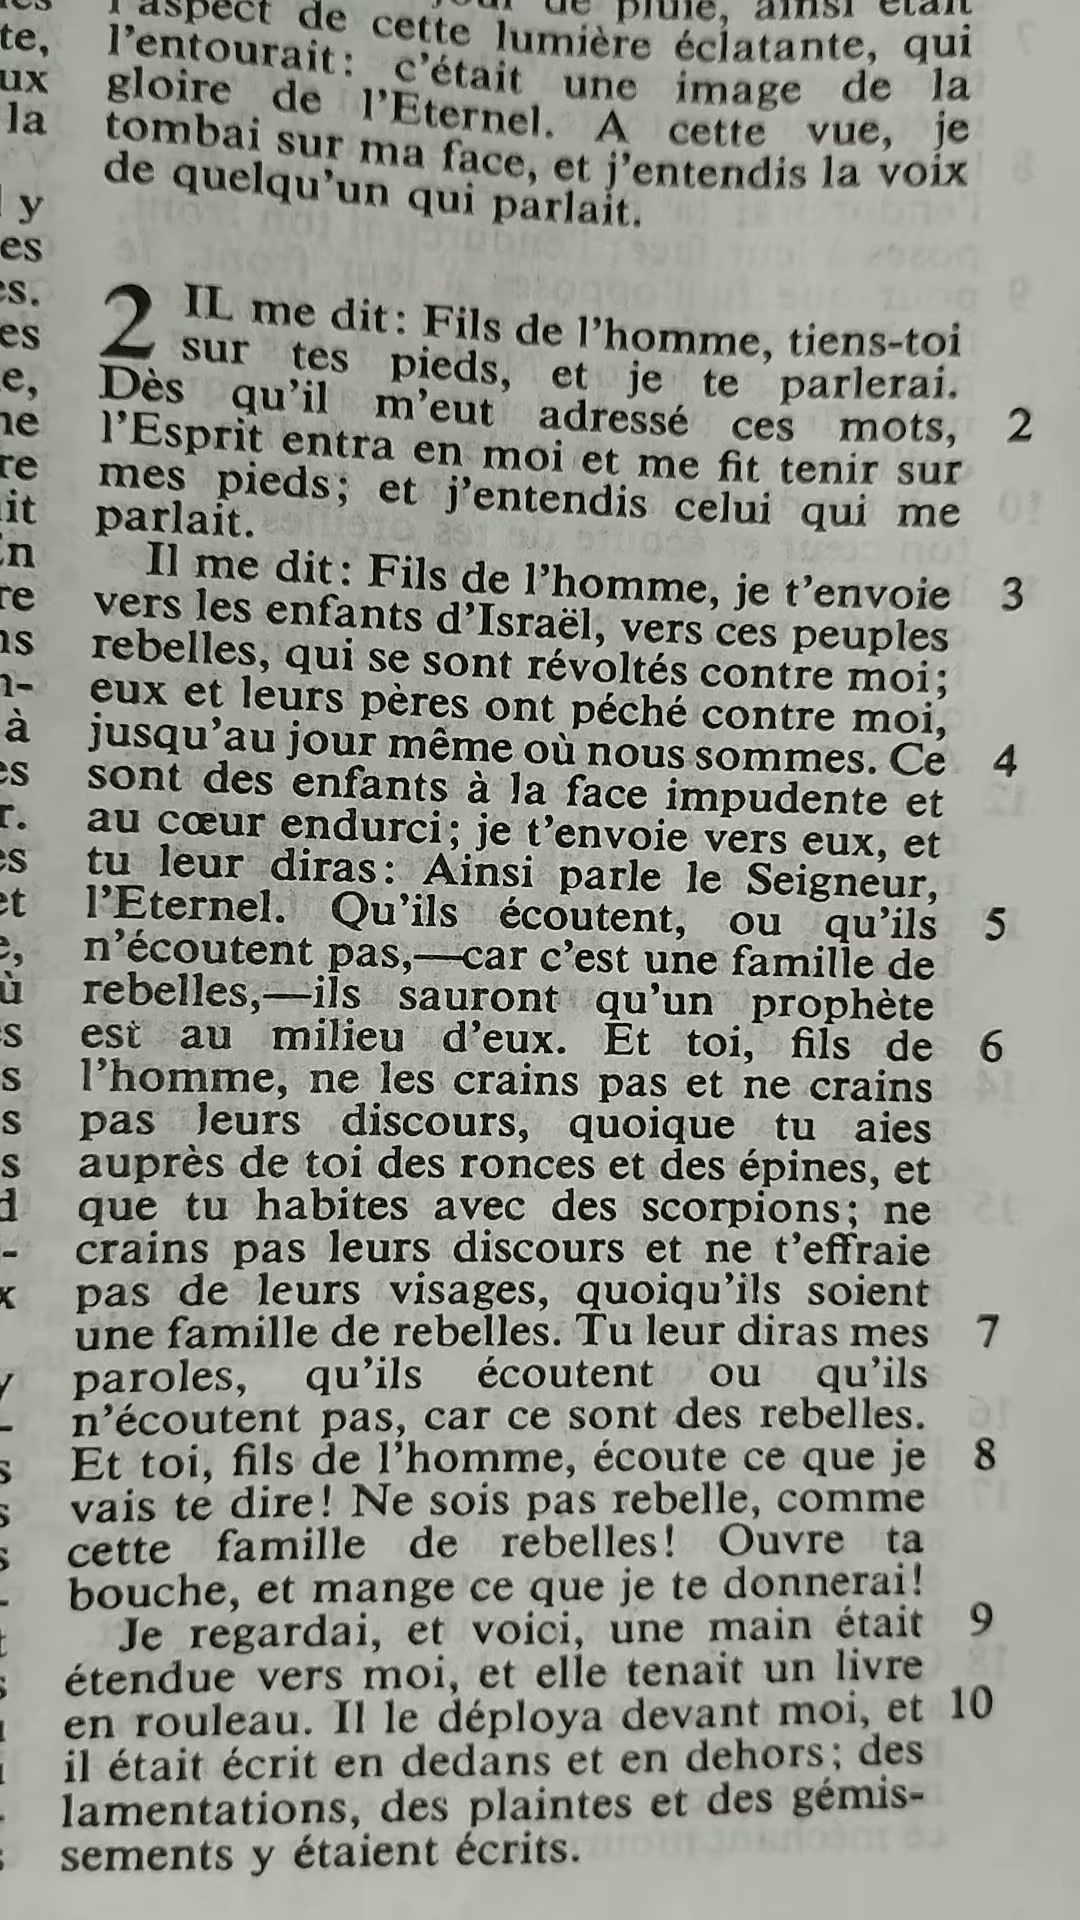 l'aspect de cette lumière éclatante, qui
l'entourait: c'était une image de la
gloire de l'Eternel. A cette vue, je
tombai sur ma face, et j'entendis la voix
de quelqu'un qui parlait.
2 IL me dit: Fils de l'homme, tiens-toi
sur tes pieds, et je te parlerai.
Dès qu'il m'eut adressé ces mots, 2
l'Esprit entra en moi et me fit tenir sur
mes pieds; et j'entendis celui qui me
parlait.
Il me dit: Fils de l'homme, je t'envoie 3
vers les enfants d'Israël, vers ces peuples
rebelles, qui se sont révoltés contre moi;
eux et leurs pères ont péché contre moi,
jusqu'au jour même où nous sommes. Ce 4
sont des enfants à la face impudente et
au cœur endurci; je t'envoie vers eux, et
tu leur diras: Ainsi parle le Seigneur,
l'Eternel. Qu'ils écoutent, ou qu'ils 5
n'écoutent pas,—car c'est une famille de
rebelles,—ils sauront qu'un prophète
est au milieu d'eux. Et toi, fils de 6
l'homme, ne les crains pas et ne crains
pas leurs discours, quoique tu aies
auprès de toi des ronces et des épines, et
que tu habites avec des scorpions; ne
crains pas leurs discours et ne t'effraie
pas de leurs visages, quoiqu'ils soient
une famille de rebelles. Tu leur diras mes 7
paroles, qu'ils écoutent ou qu'ils
n'écoutent pas, car ce sont des rebelles.
Et toi, fils de l'homme, écoute ce que je 8
vais te dire! Ne sois pas rebelle, comme
cette famille de rebelles! Ouvre ta
bouche, et mange ce que je te donnerai!
Je regardai, et voici, une main était 9
étendue vers moi, et elle tenait un livre
en rouleau. Il le déploya devant moi, et 10
il était écrit en dedans et en dehors; des
lamentations, des plaintes et des gémis-
sements y étaient écrits.